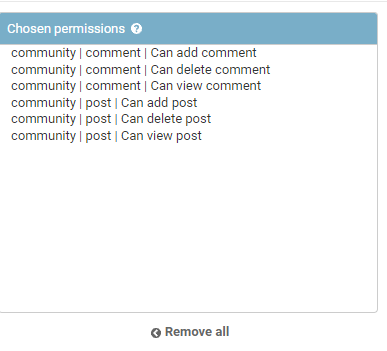 Chosen permissions ?
community | comment | Can add comment
community | comment | Can delete comment
community | comment | Can view comment
community | post | Can add post
community | post | Can delete post
community | post | Can view post
Remove all